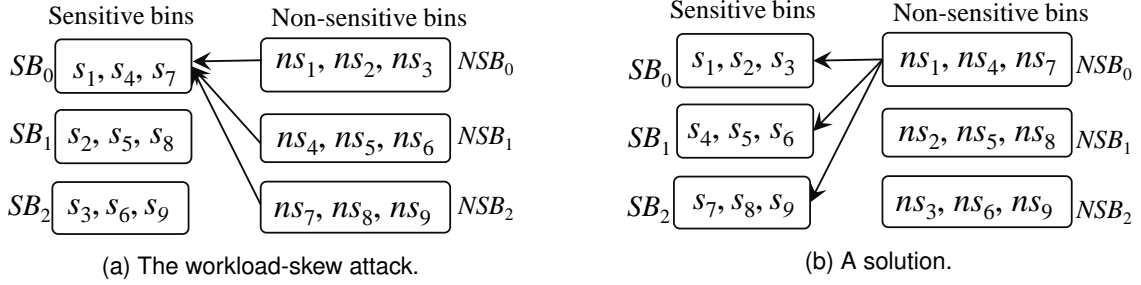 Sensitive bins Non-sensitive bins
SB₀ s₁, s₄, s₇ ns₁, ns₂, ns₃ NSB₀
SB₁ s₂, s₅, s₈ ns₄, ns₅, ns₆ NSB₁
SB₂ s₃, s₆, s₉ ns₇, ns₈, ns₉ NSB₂
(a) The workload-skew attack.
Sensitive bins Non-sensitive bins
SB₀ s₁, s₂, s₃ ns₁, ns₄, ns₇ NSB₀
SB₁ s₄, s₅, s₆ ns₂, ns₅, ns₈ NSB₁
SB₂ s₇, s₈, s₉ ns₃, ns₆, ns₉ NSB₂
(b) A solution.